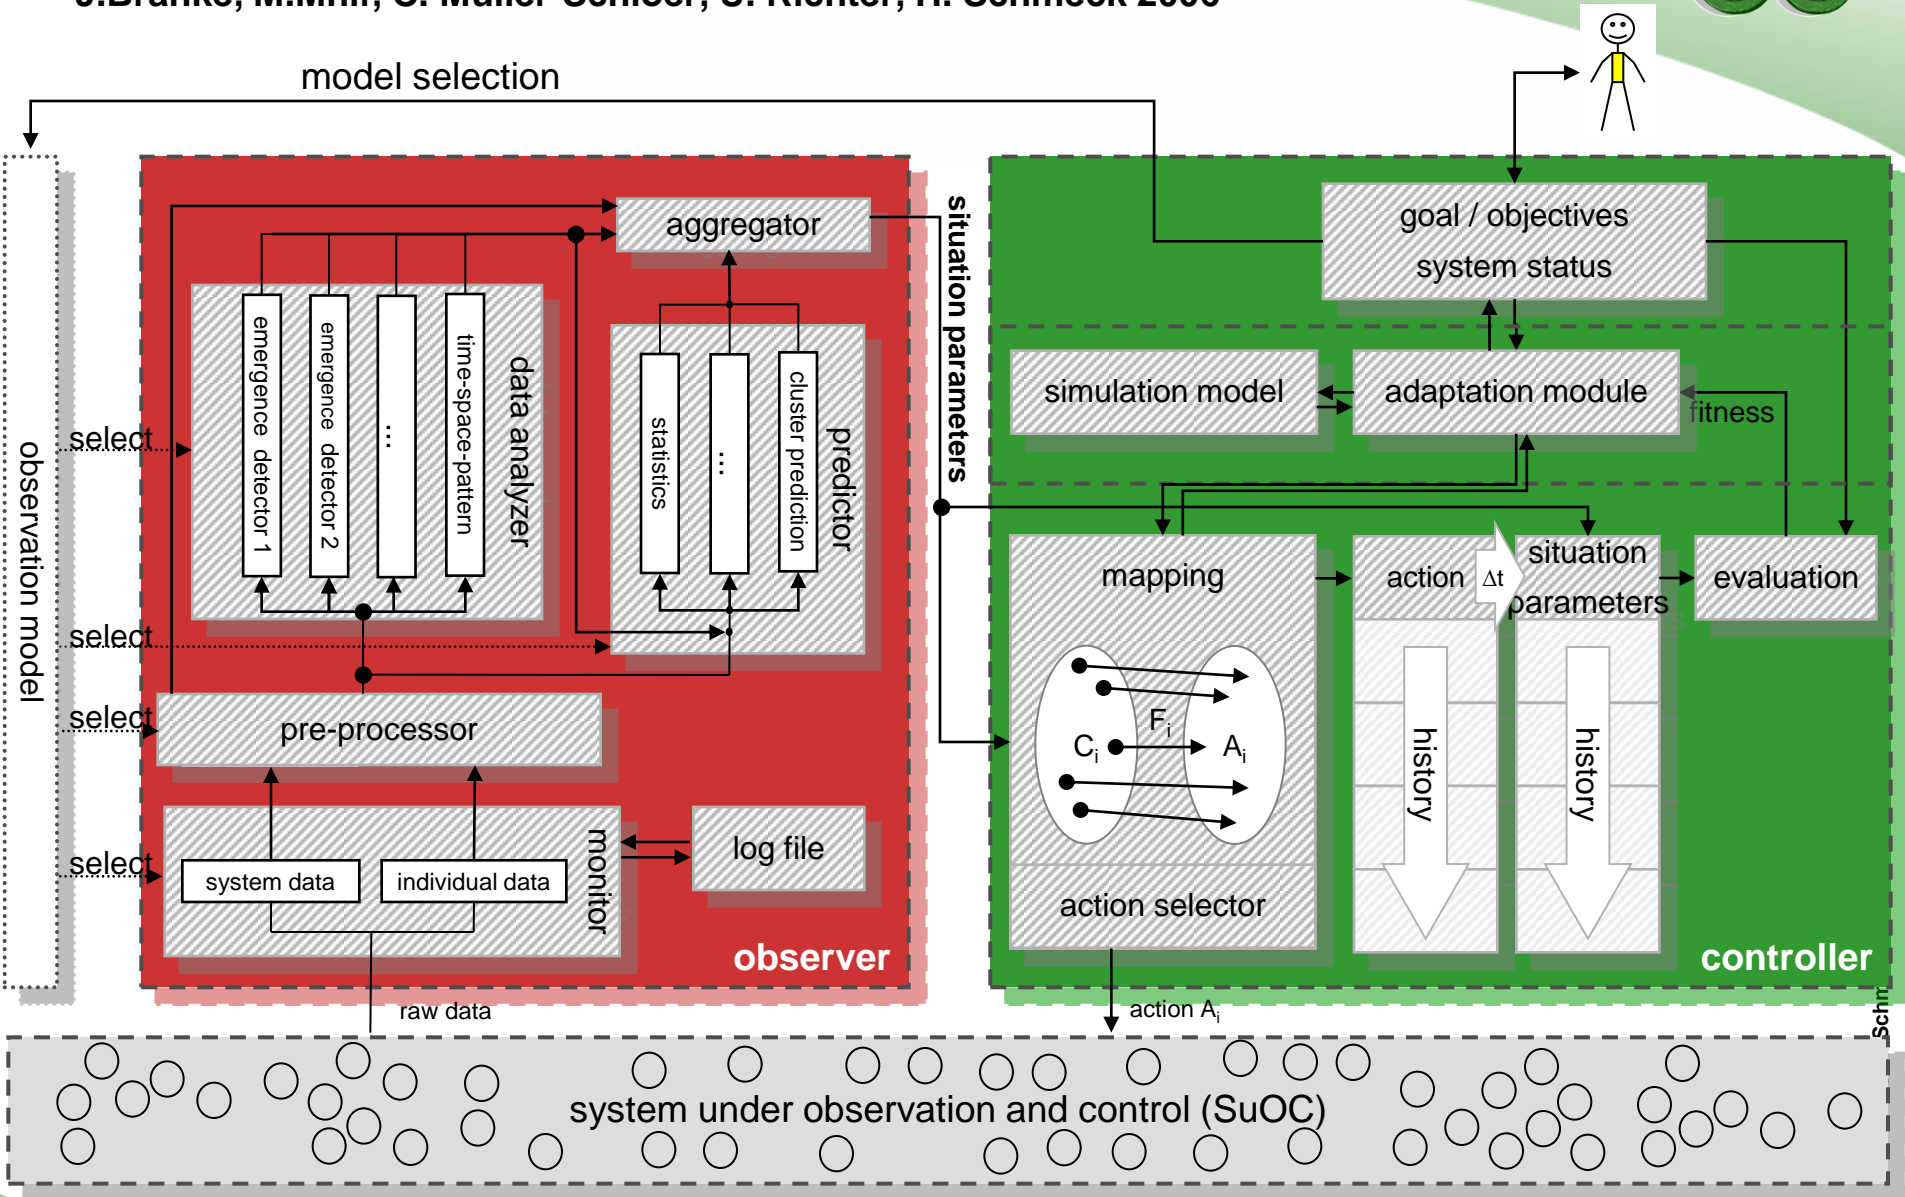 model selection
observation model
select
select
select
select
aggregator
emergence detector 1
emergence detector 2
...
time-space-pattern
data analyzer
statistics
...
cluster prediction
predictor
pre-processor
system data
individual data
monitor
log file
observer
raw data
situation parameters
goal / objectives
system status
simulation model
adaptation module
fitness
mapping
Ci
Fi
Ai
action selector
action
Δt
situation
parameters
evaluation
history
history
controller
action Ai
system under observation and control (SuOC)